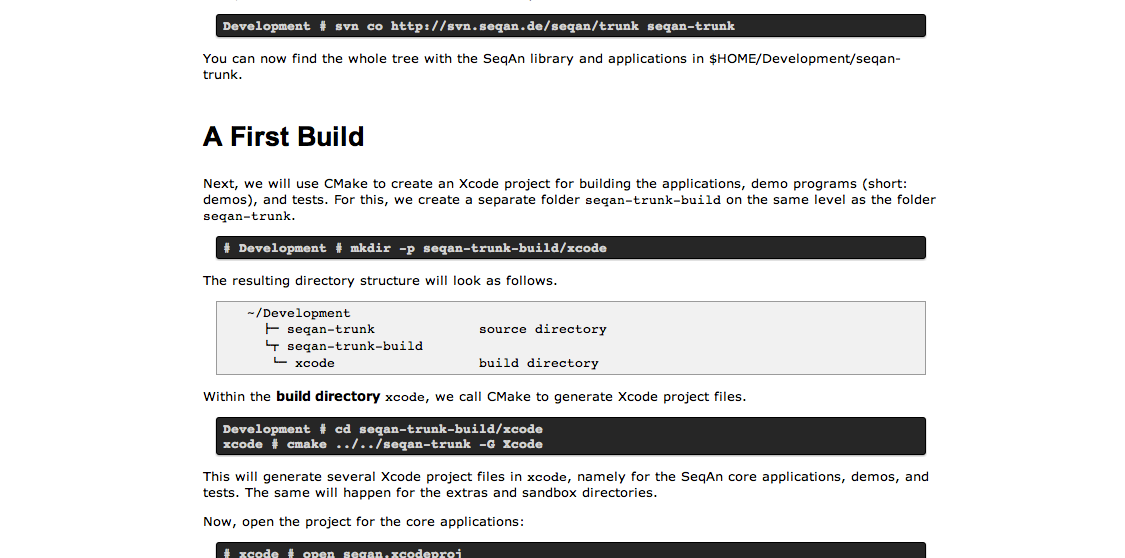 Development # svn co http://svn.seqan.de/seqan/trunk seqan-trunk
You can now find the whole tree with the SeqAn library and applications in $HOME/Development/seqan-
trunk.
A First Build
Next, we will use CMake to create an Xcode project for building the applications, demo programs (short:
demos), and tests. For this, we create a separate folder seqan-trunk-build on the same level as the folder
seqan-trunk.
# Development # mkdir -p seqan-trunk-build/xcode
The resulting directory structure will look as follows.
~/Development
├─ seqan-trunk source directory
└┬ seqan-trunk-build
└─ xcode build directory
Within the build directory xcode, we call CMake to generate Xcode project files.
Development # cd seqan-trunk-build/xcode
xcode # cmake ../../seqan-trunk -G Xcode
This will generate several Xcode project files in xcode, namely for the SeqAn core applications, demos, and
tests. The same will happen for the extras and sandbox directories.
Now, open the project for the core applications:
# xcode # open seqan.xcodeproj